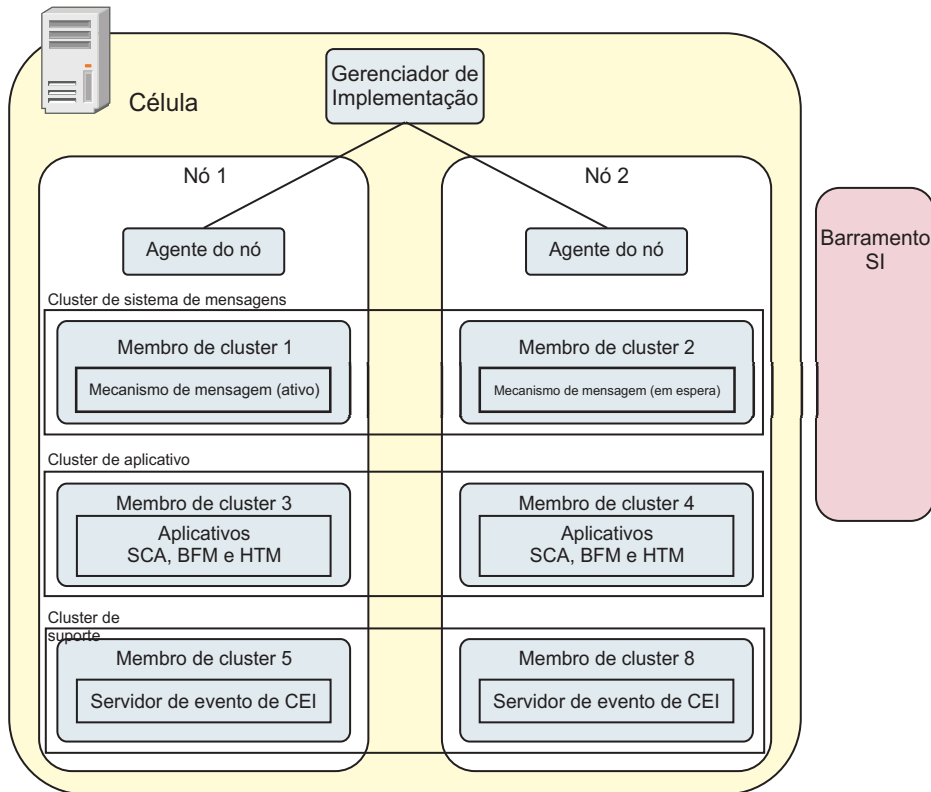 Célula
Gerenciador de
Implementação
Nó 1
Nó 2
Agente do nó
Agente do nó
Barramento
SI
Cluster de sistema de mensagens
Membro de cluster 1
Mecanismo de mensagem (ativo)
Membro de cluster 2
Mecanismo de mensagem (em espera)
Cluster de aplicativo
Membro de cluster 3
Aplicativos
SCA, BFM e HTM
Membro de cluster 4
Aplicativos
SCA, BFM e HTM
Cluster de
suporte
Membro de cluster 5
Servidor de evento de CEI
Membro de cluster 8
Servidor de evento de CEI